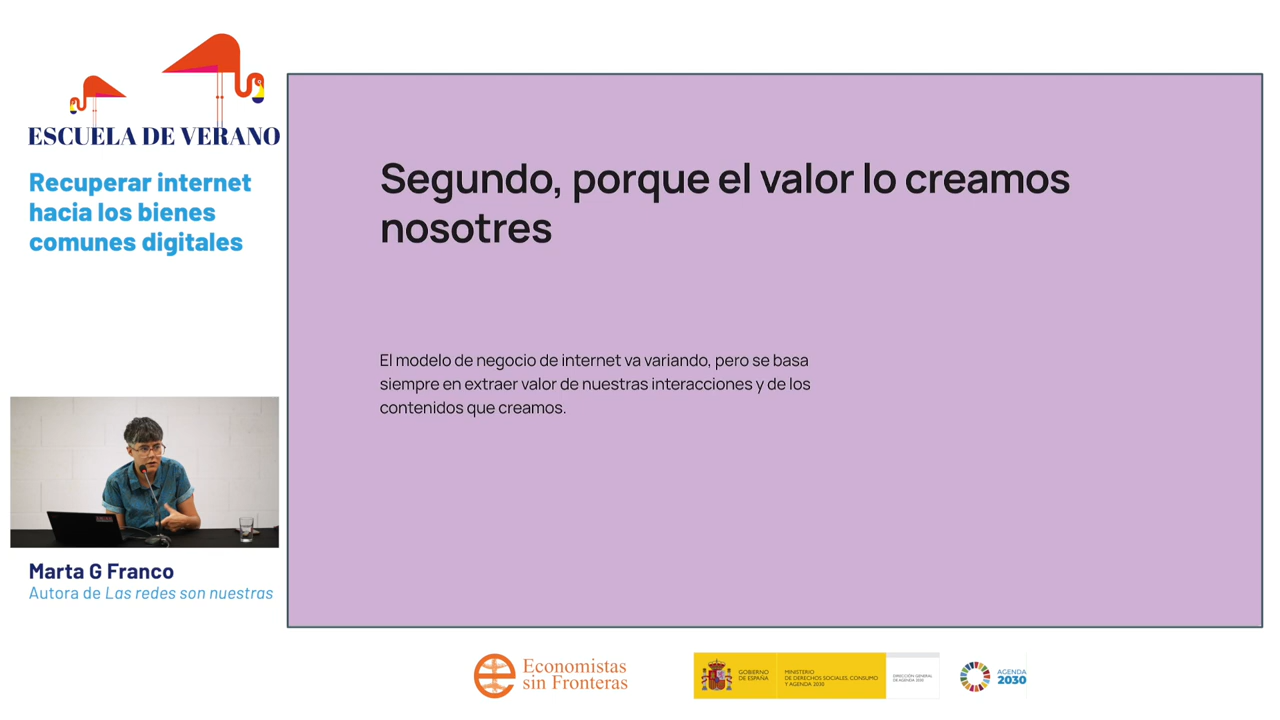 ESCUELA DE VERANO
Recuperar internet
hacia los bienes
comunes digitales
Segundo, porque el valor lo creamos
nosotres
El modelo de negocio de internet va variando, pero se basa
siempre en extraer valor de nuestras interacciones y de los
contenidos que creamos.
Marta G Franco
Autora de Las redes son nuestras
Economistas
sin Fronteras
GOBIERNO
DE ESPAÑA
MINISTERIO
DE DERECHOS SOCIALES, CONSUMO
Y AGENDA 2030
DIRECCIÓN GENERAL
DE AGENDA 2030
AGENDA
2030